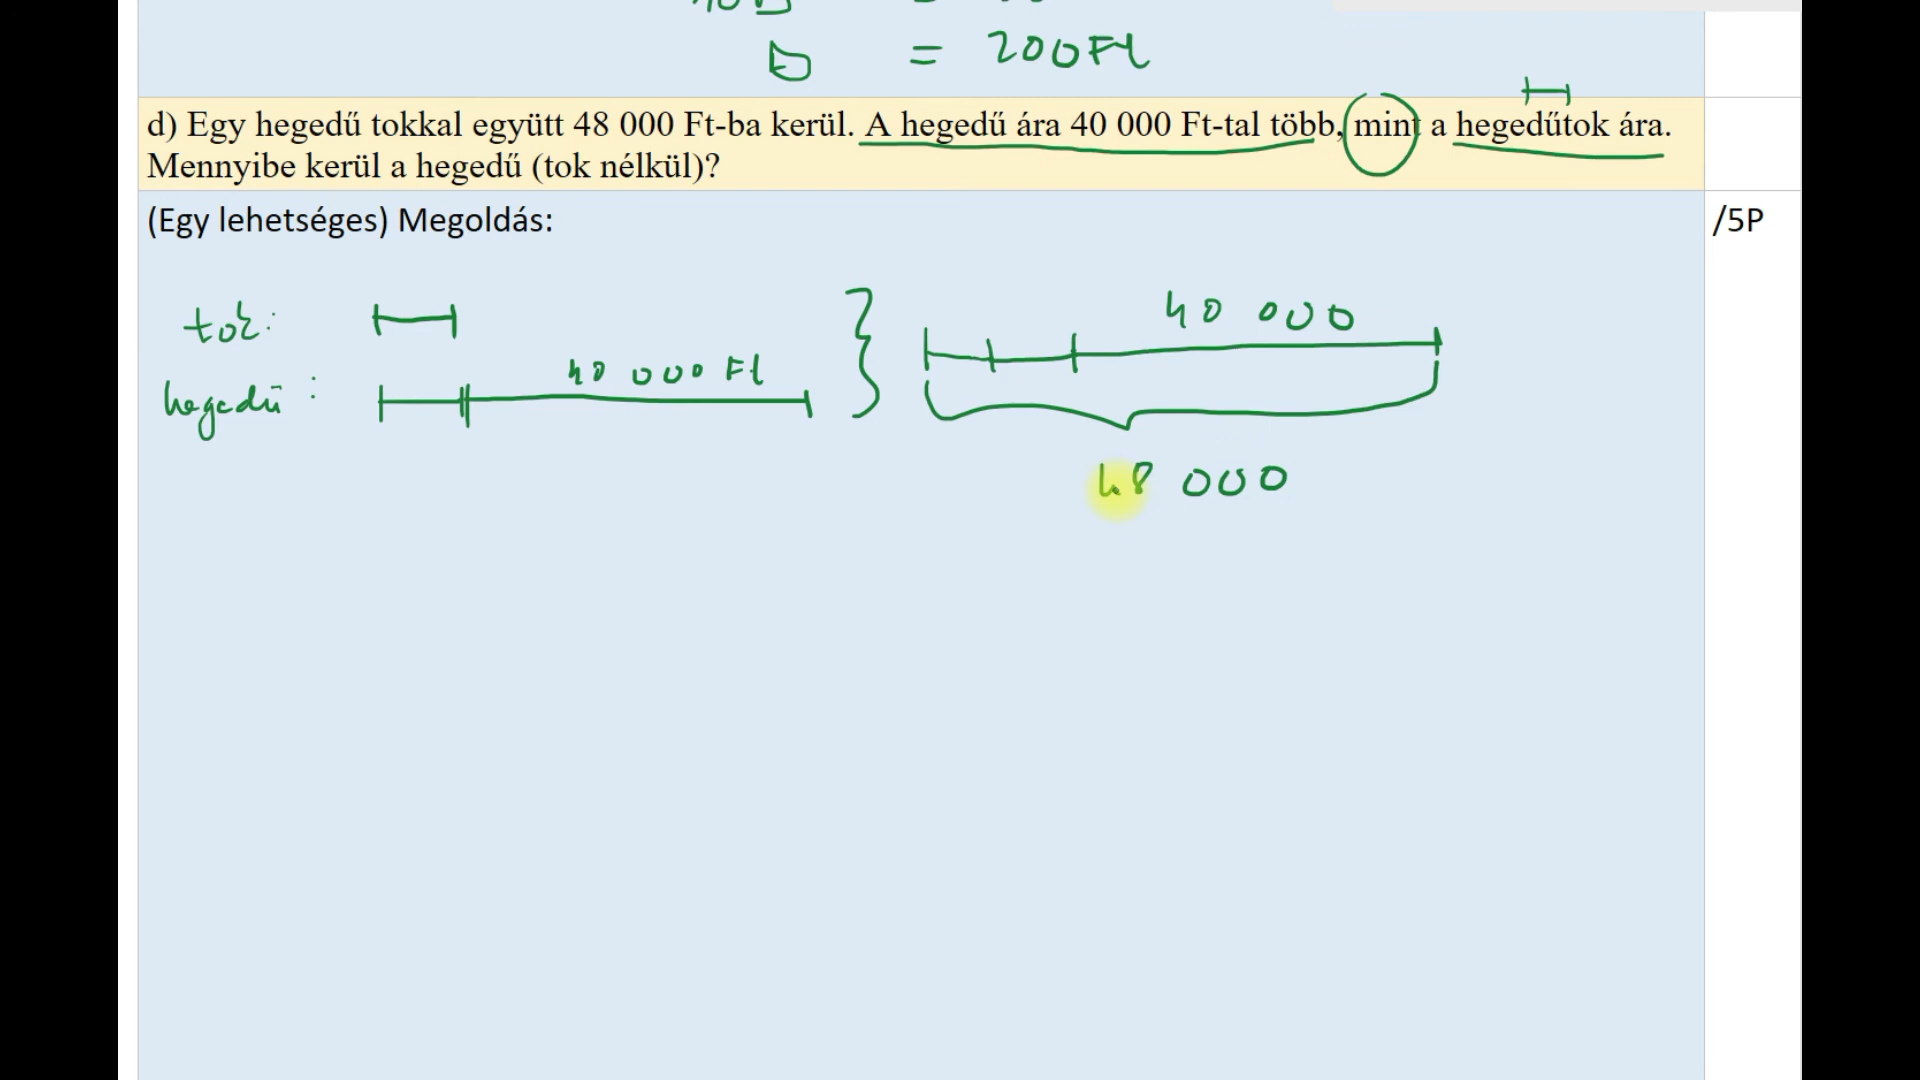 = 200Ft
d) Egy hegedű tokkal együtt 48 000 Ft-ba kerül. A hegedű ára 40 000 Ft-tal több, mint a hegedűtok ára.
Mennyibe kerül a hegedű (tok nélkül)?
(Egy lehetséges) Megoldás:
/5P
tok:
40 000
40 000 Ft
hegedű :
48 000